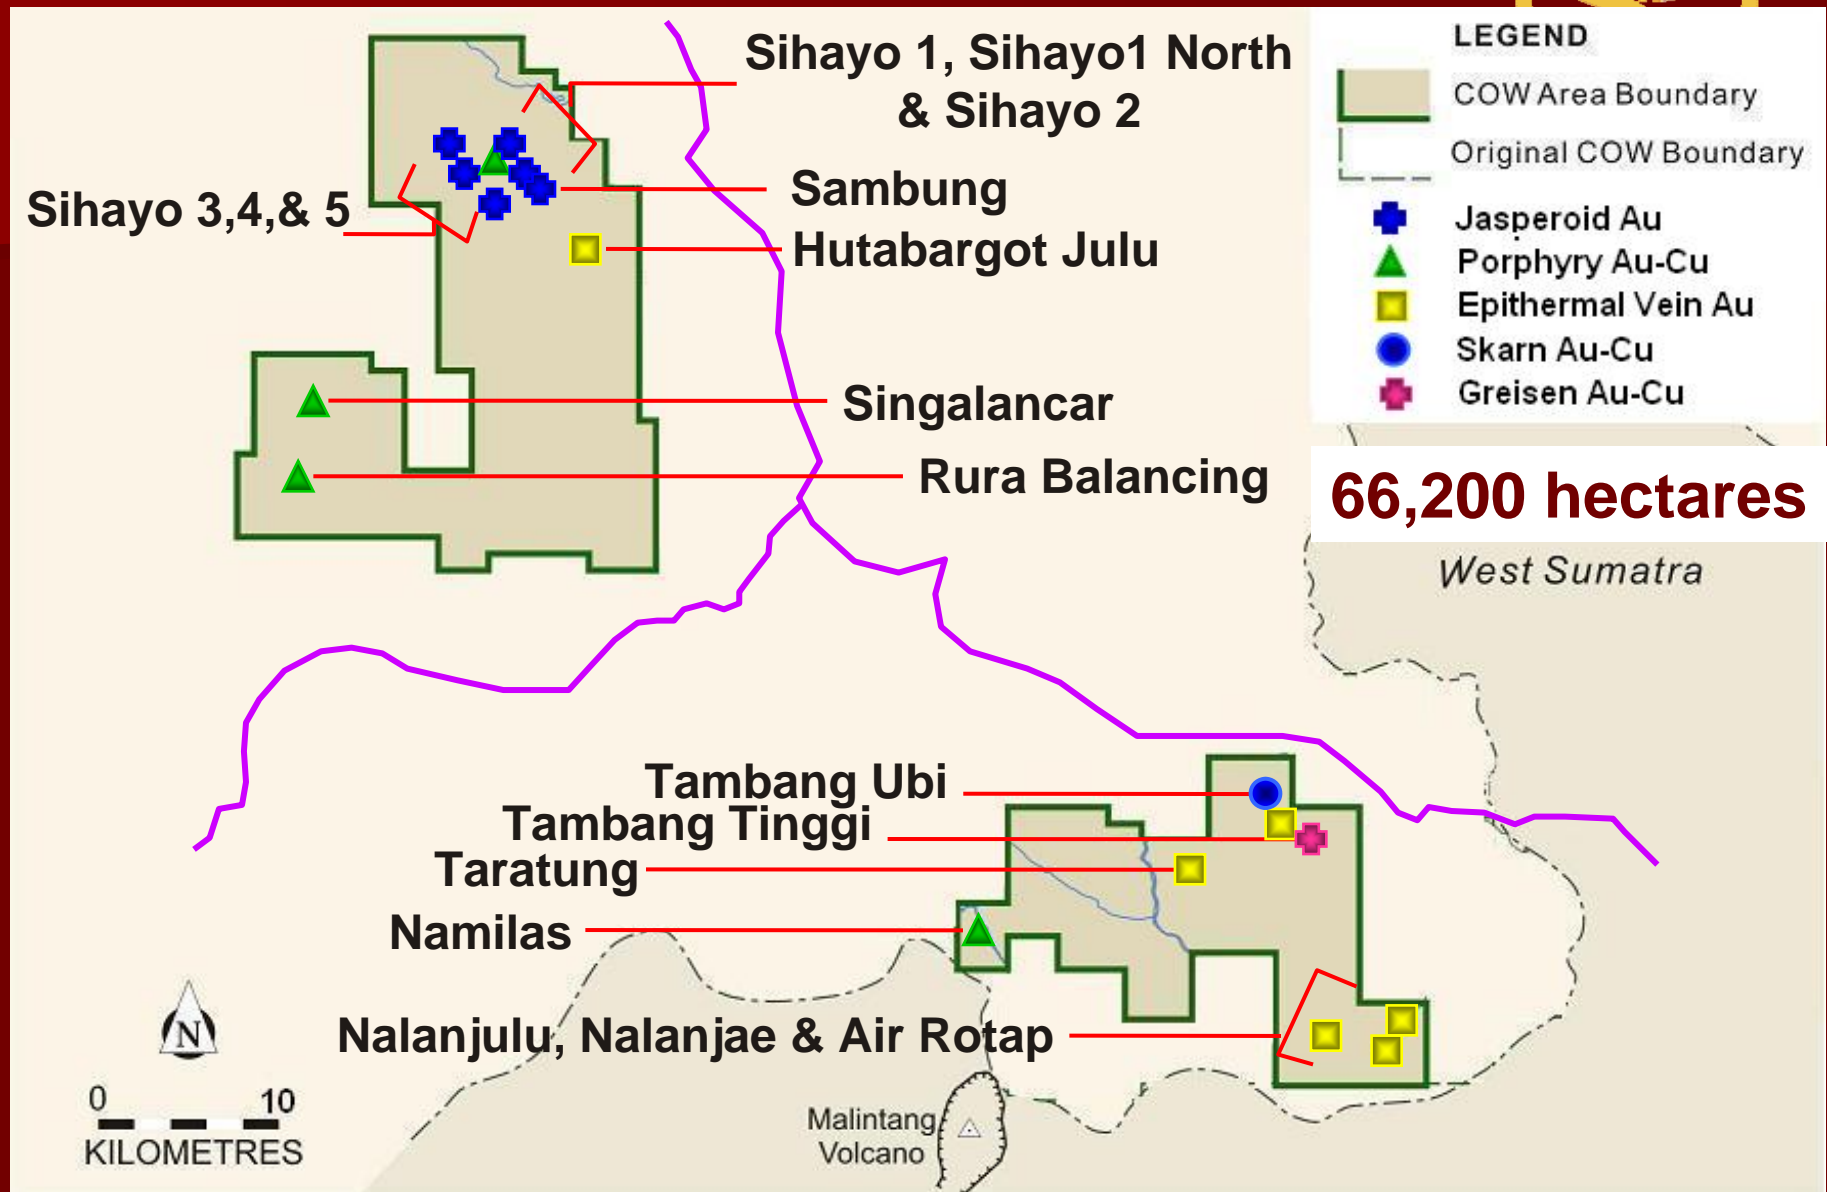 Sihayo 1, Sihayo1 North
& Sihayo 2
Sihayo 3,4,& 5
Sambung
Hutabargot Julu
Singalancar
Rura Balancing
LEGEND
COW Area Boundary
Original COW Boundary
Jasperoid Au
Porphyry Au-Cu
Epithermal Vein Au
Skarn Au-Cu
Greisen Au-Cu
66,200 hectares
West Sumatra
Tambang Ubi
Tambang Tinggi
Taratung
Namilas
Nalanjulu, Nalanjae & Air Rotap
N
0 10
KILOMETRES
Malintang
Volcano